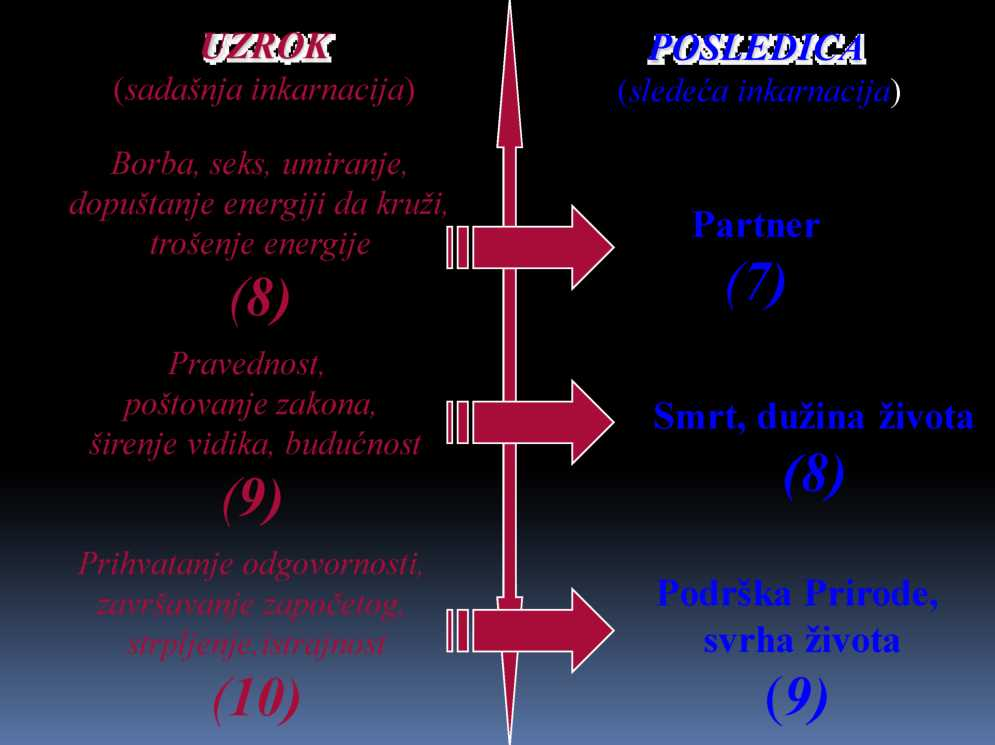 UZROK
(sadašnja inkarnacija)
Borba, seks, umiranje,
dopuštanje energiji da kruži,
trošenje energije
(8)
Pravednost,
poštovanje zakona,
širenje vidika, budućnost
(9)
Prihvatanje odgovornosti,
završavanje započetog,
strpljenje,istrajnost
(10)
POSLEDICA
(sledeća inkarnacija)
Partner
(7)
Smrt, dužina života
(8)
Podrška Prirode,
svrha života
(9)